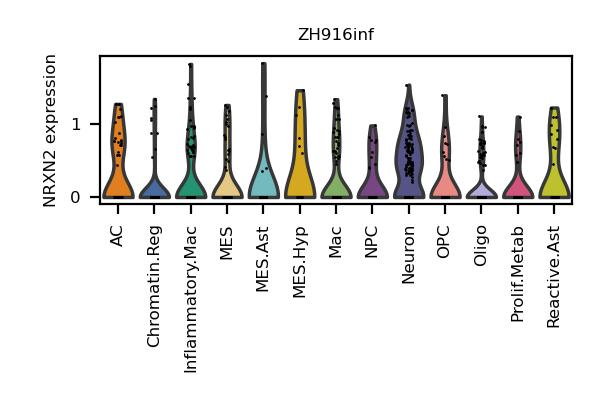 ZH916inf
NRXN2 expression
1
0
AC
Chromatin.Reg
Inflammatory.Mac
MES
MES.Ast
MES.Hyp
Mac
NPC
Neuron
OPC
Oligo
Prolif.Metab
Reactive.Ast